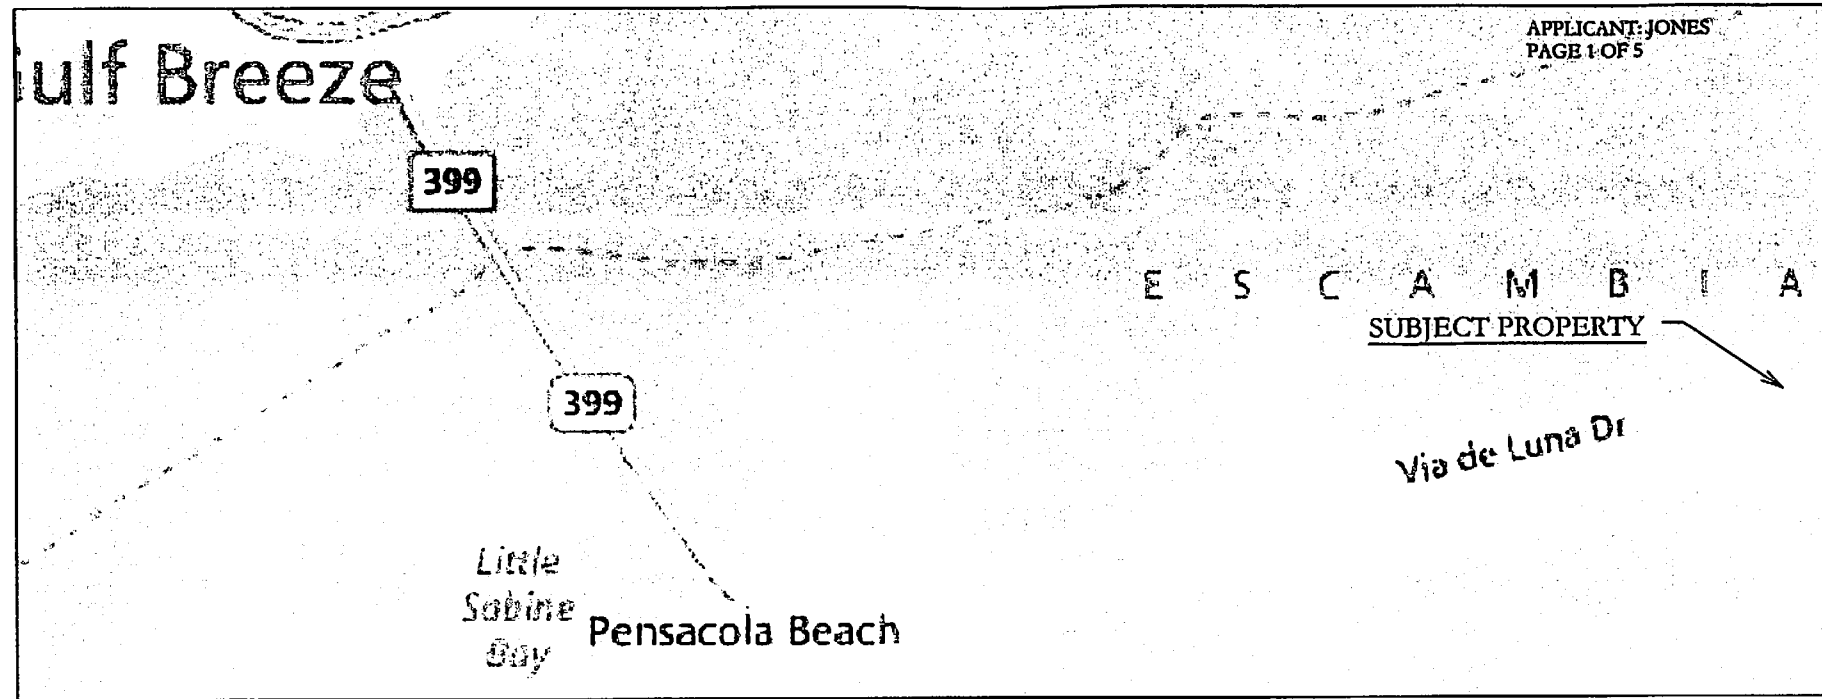 APPLICANT: JONES
PAGE 1 OF 5
iulf Breeze
399
E S C A M B I A
SUBJECT PROPERTY
399
Via de Luna Dr
Little
Sabine
Bay
Pensacola Beach